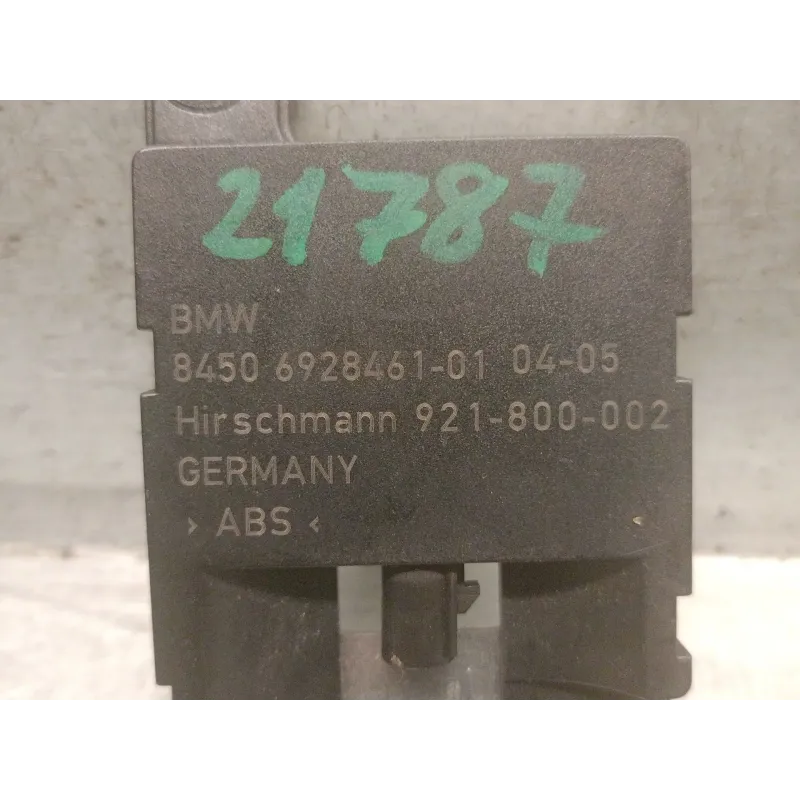 21787
BMW
8450 6928461-01 04-05
Hirschmann 921-800-002
GERMANY
› ABS ‹